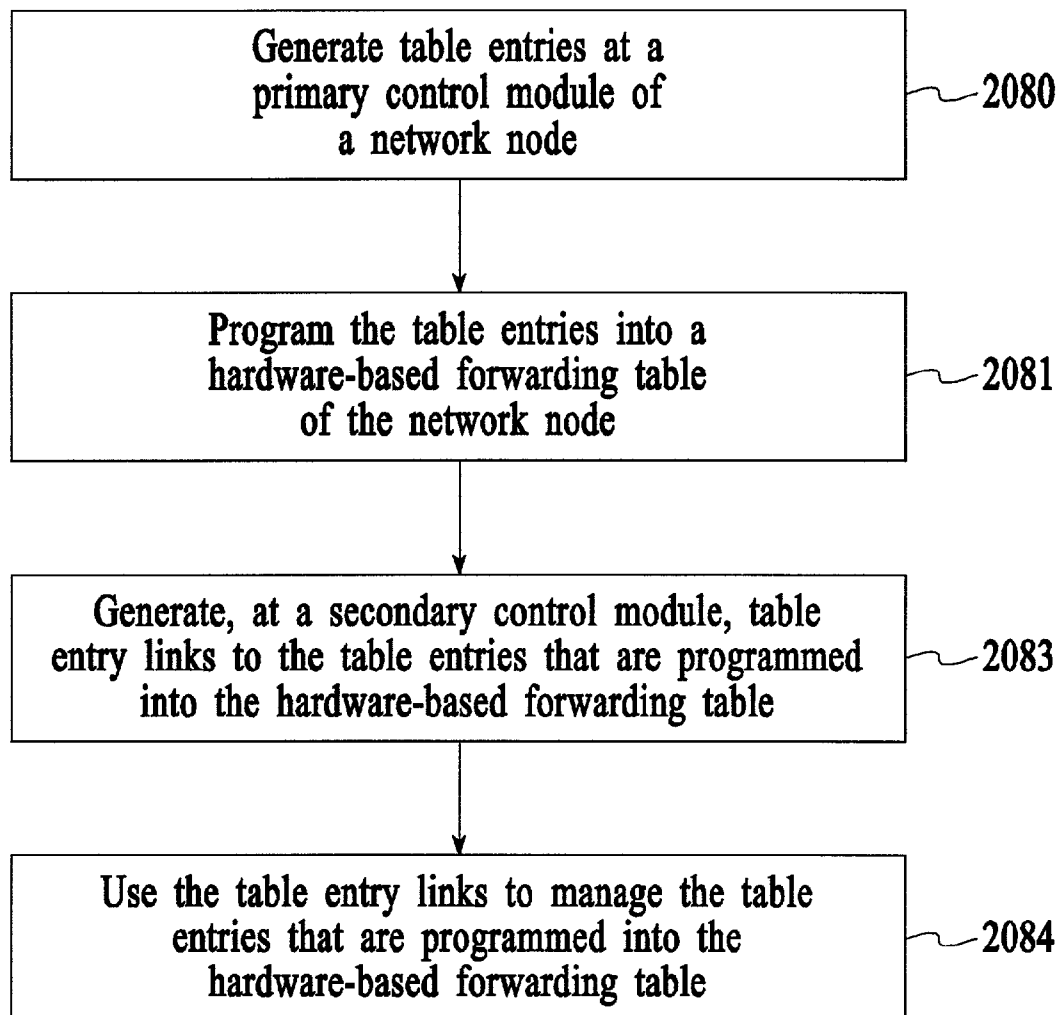 Generate table entries at a
primary control module of
a network node
2080
Program the table entries into a
hardware-based forwarding table
of the network node
2081
Generate, at a secondary control module, table
entry links to the table entries that are programmed
into the hardware-based forwarding table
2083
Use the table entry links to manage the table
entries that are programmed into the
hardware-based forwarding table
2084